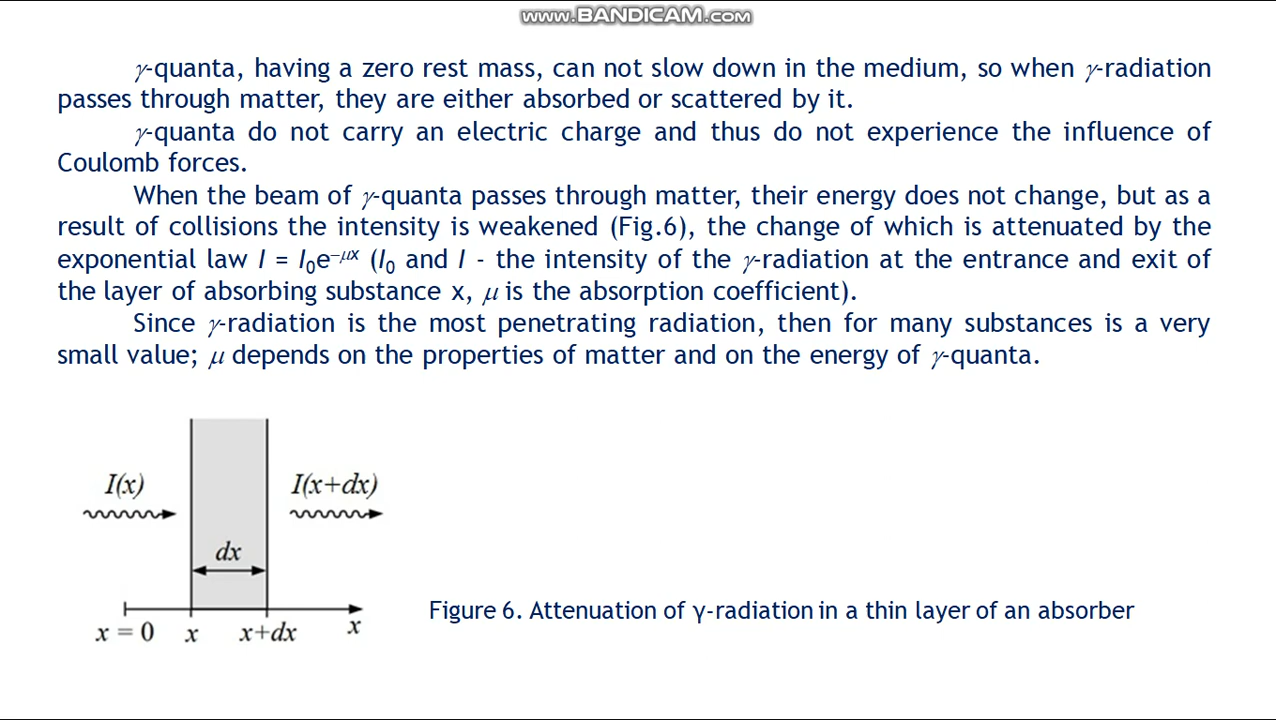 www.BANDICAM.com
γ-quanta, having a zero rest mass, can not slow down in the medium, so when γ-radiation
passes through matter, they are either absorbed or scattered by it.
γ-quanta do not carry an electric charge and thus do not experience the influence of
Coulomb forces.
When the beam of γ-quanta passes through matter, their energy does not change, but as a
result of collisions the intensity is weakened (Fig.6), the change of which is attenuated by the
exponential law I = I₀e⁻μx (I₀ and I - the intensity of the γ-radiation at the entrance and exit of
the layer of absorbing substance x, μ is the absorption coefficient).
Since γ-radiation is the most penetrating radiation, then for many substances is a very
small value; μ depends on the properties of matter and on the energy of γ-quanta.
I(x) I(x+dx)
dx
x = 0 x x+dx x
Figure 6. Attenuation of γ-radiation in a thin layer of an absorber